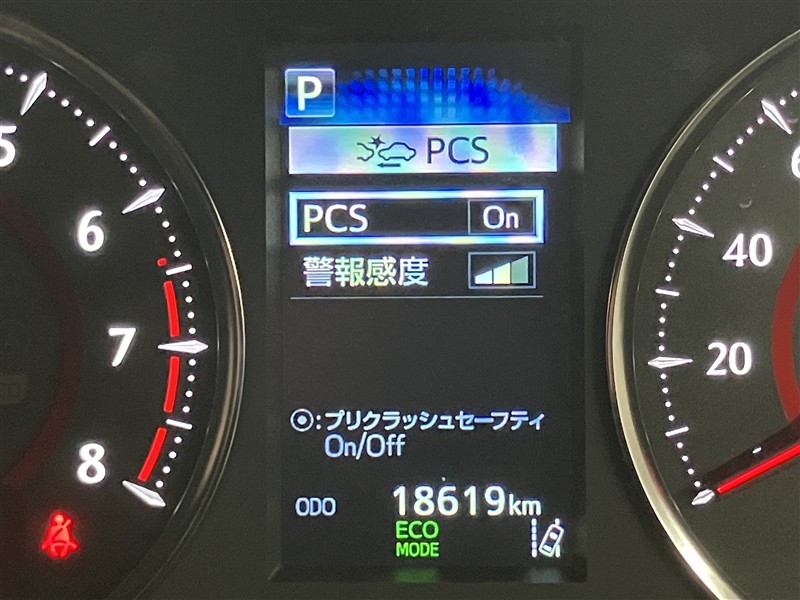 P
PCS
PCS On
警報感度
⦿:プリクラッシュセーフティ
On/Off
ODO 18619km
ECO
MODE
5
6
7
8
6
40
20